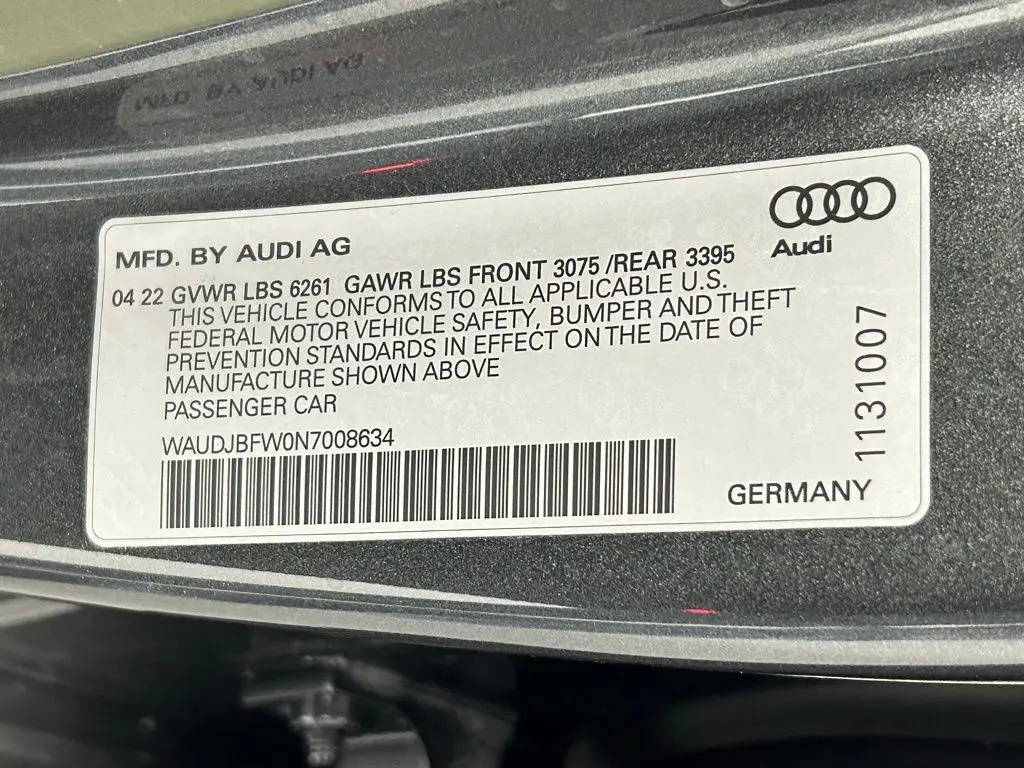 MFD. BY AUDI AG
Audi
04 22 GVWR LBS 6261 GAWR LBS FRONT 3075 /REAR 3395
THIS VEHICLE CONFORMS TO ALL APPLICABLE U.S.
FEDERAL MOTOR VEHICLE SAFETY, BUMPER AND THEFT
PREVENTION STANDARDS IN EFFECT ON THE DATE OF
MANUFACTURE SHOWN ABOVE
PASSENGER CAR
WAUDJBFW0N7008634
GERMANY
1131007